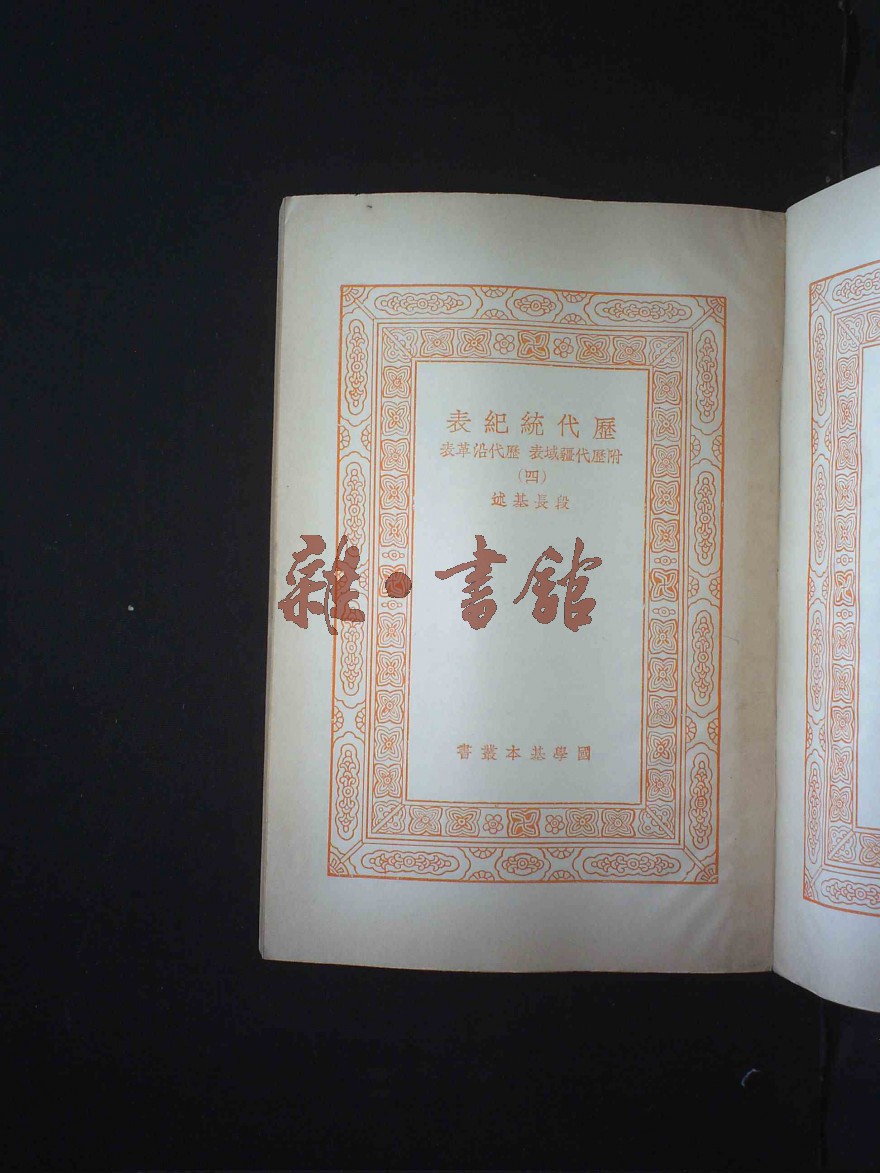 歷代統紀表
附歷代疆域表 歷代沿革表
(四)
段長基述
雜·書館
國學基本叢書